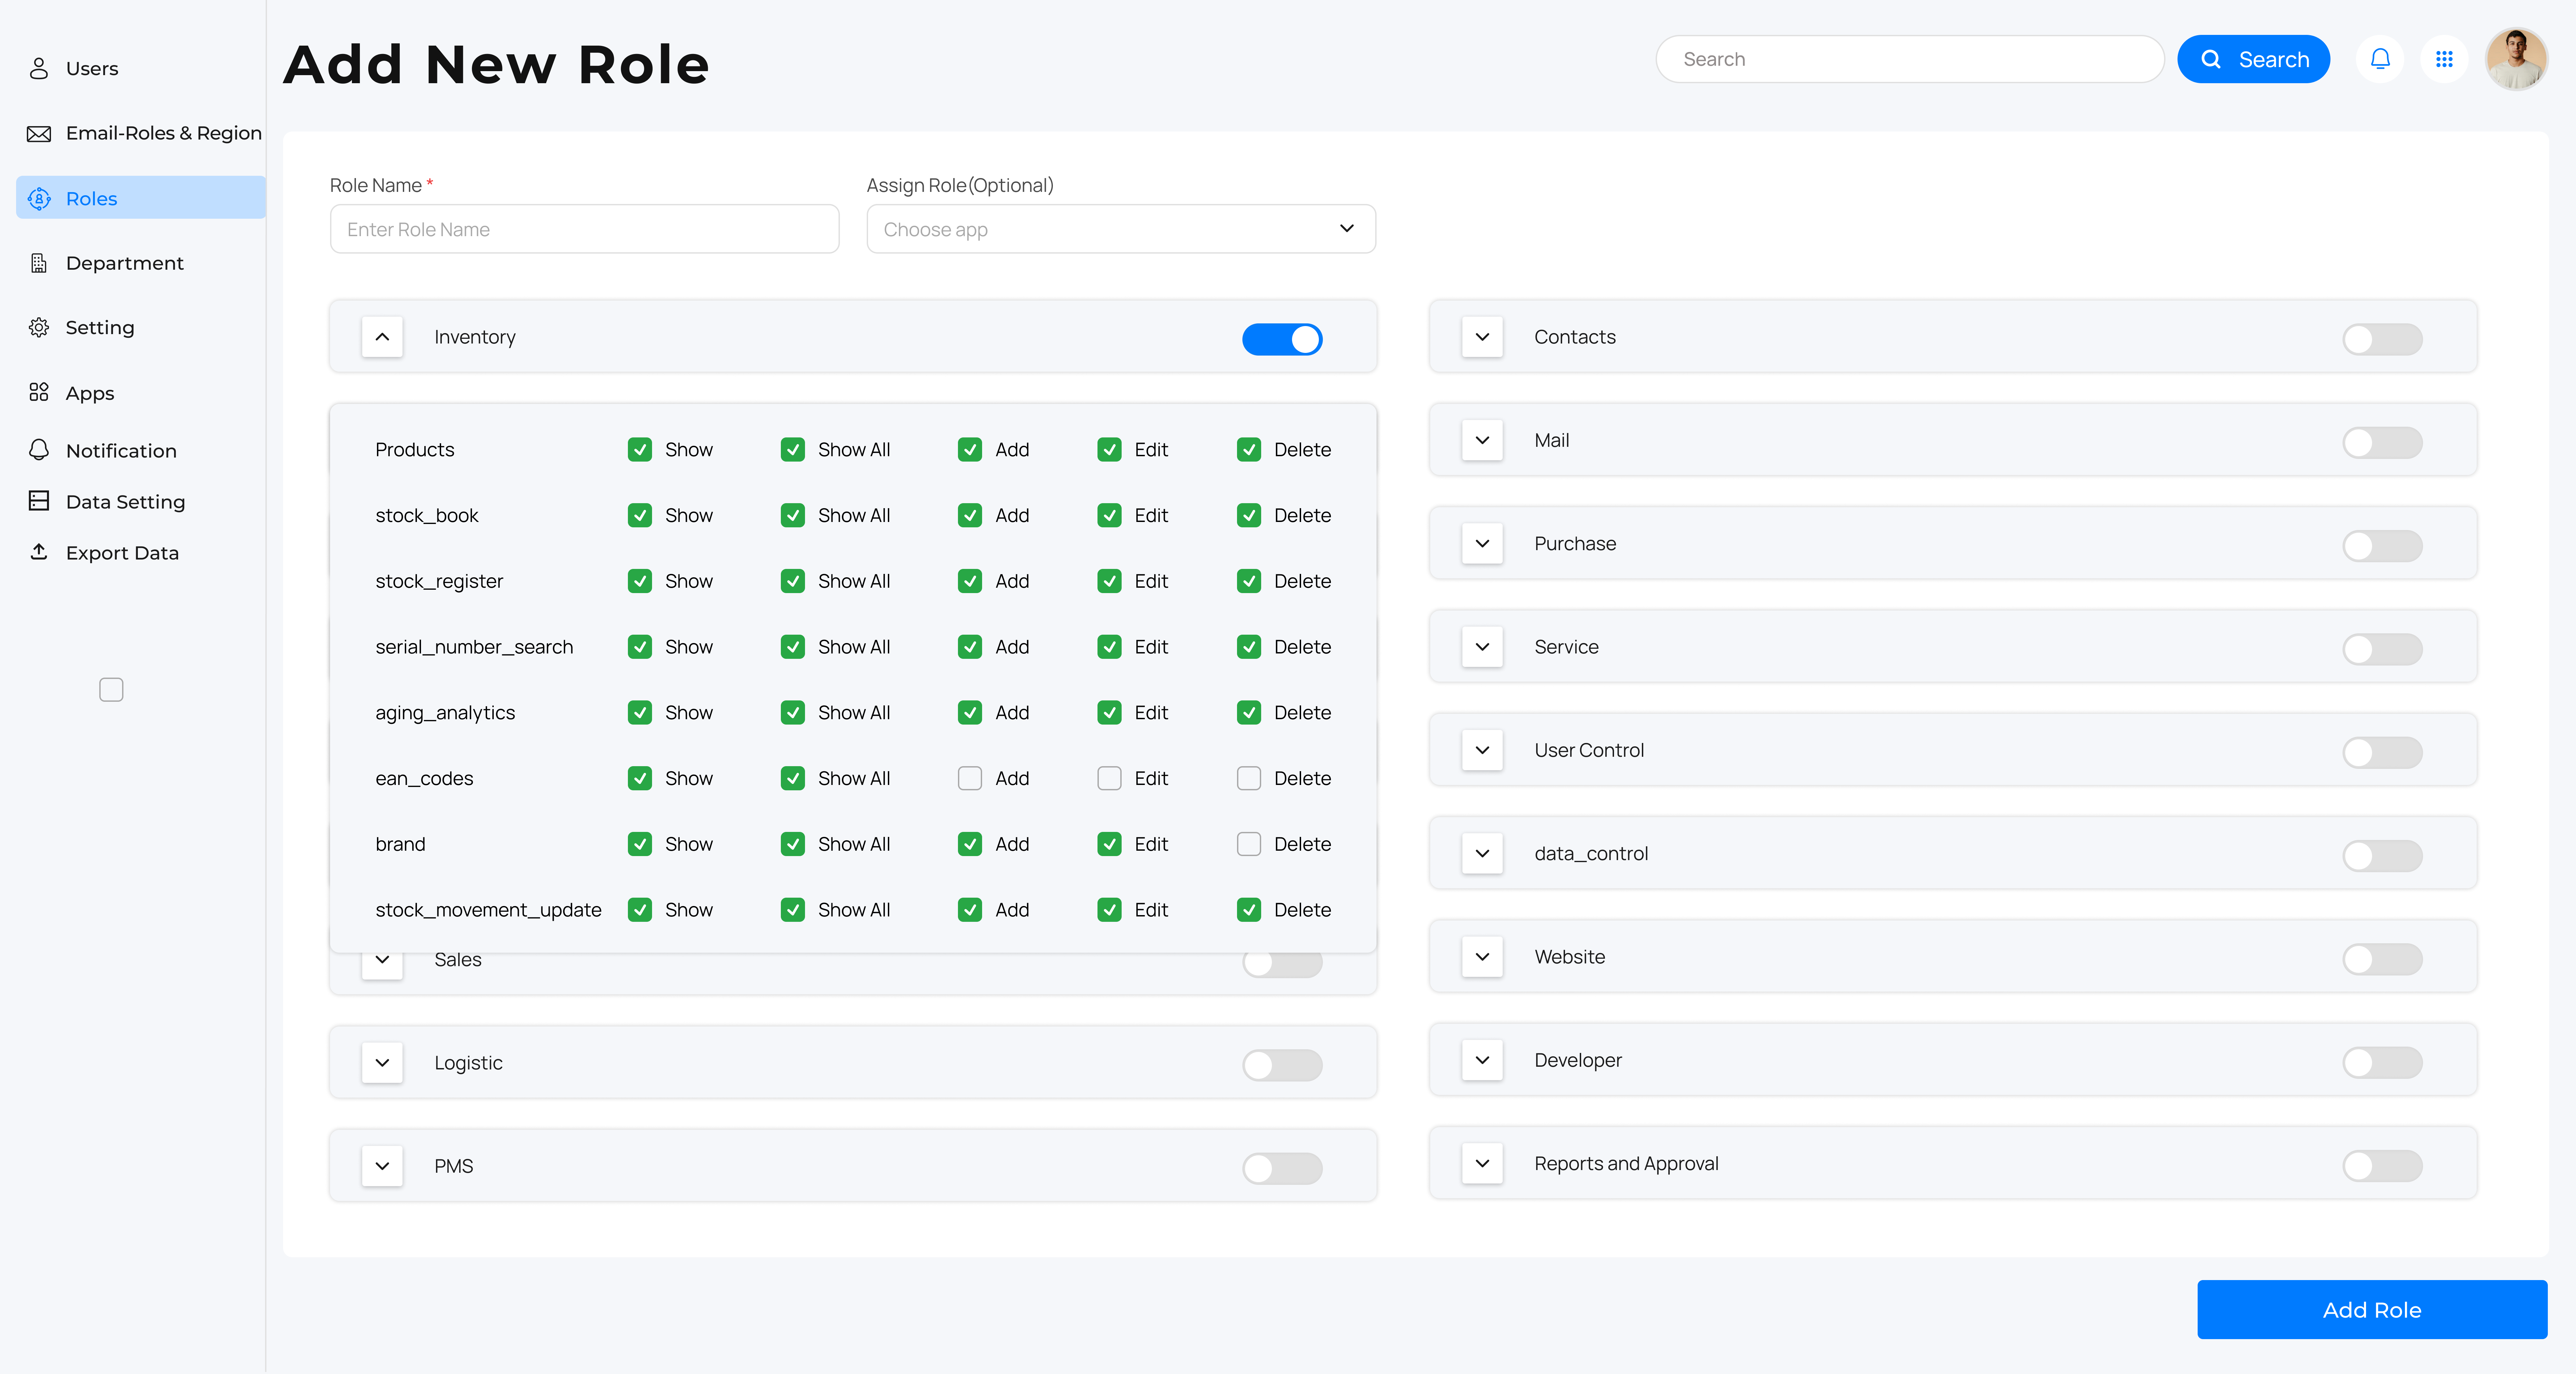 Users
Email-Roles & Region
Roles
Department
Setting
Apps
Notification
Data Setting
Export Data
Add New Role
Search
Search
Role Name *
Enter Role Name
Assign Role(Optional)
Choose app
Inventory
Products Show Show All Add Edit Delete
stock_book Show Show All Add Edit Delete
stock_register Show Show All Add Edit Delete
serial_number_search Show Show All Add Edit Delete
aging_analytics Show Show All Add Edit Delete
ean_codes Show Show All Add Edit Delete
brand Show Show All Add Edit Delete
stock_movement_update Show Show All Add Edit Delete
Sales
Logistic
PMS
Contacts
Mail
Purchase
Service
User Control
data_control
Website
Developer
Reports and Approval
Add Role